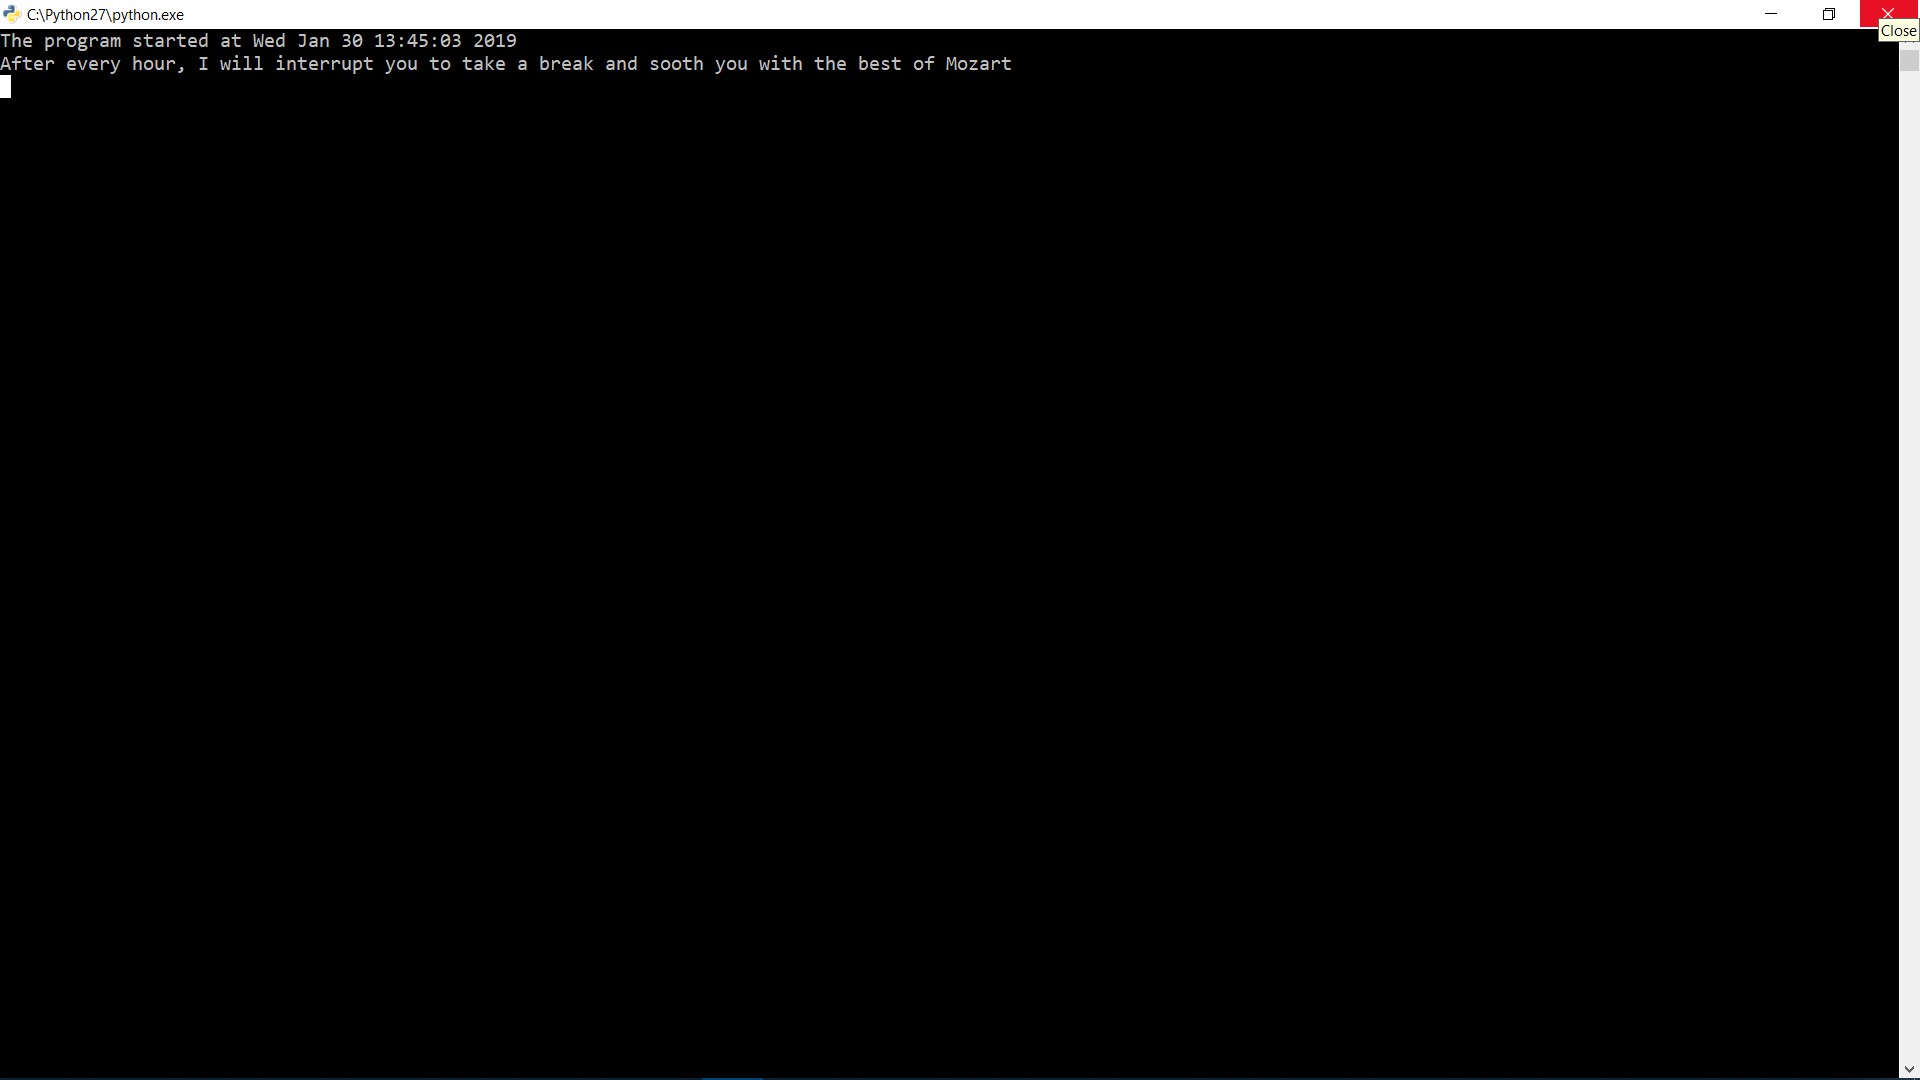 C:\Python27\python.exe
Close
The program started at Wed Jan 30 13:45:03 2019
After every hour, I will interrupt you to take a break and sooth you with the best of Mozart